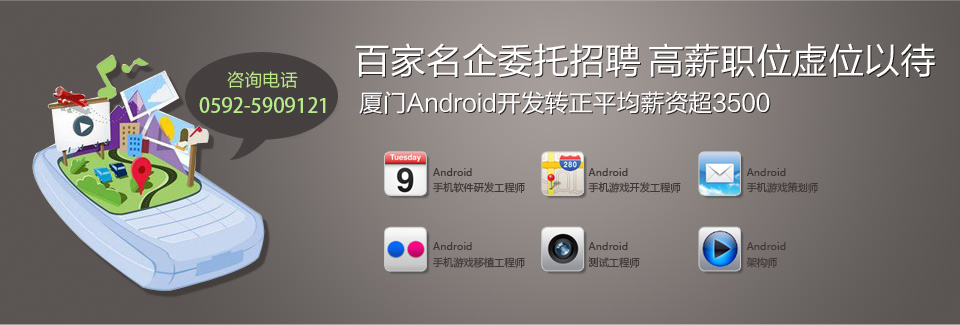 百家名企委托招聘 高薪职位虚位以待
厦门Android开发转正平均薪资超3500
咨询电话
0592-5909121
Tuesday
9
Android
手机软件研发工程师
280
Android
手机游戏开发工程师
Android
手机游戏策划师
Android
手机游戏移植工程师
Android
测试工程师
Android
架构师